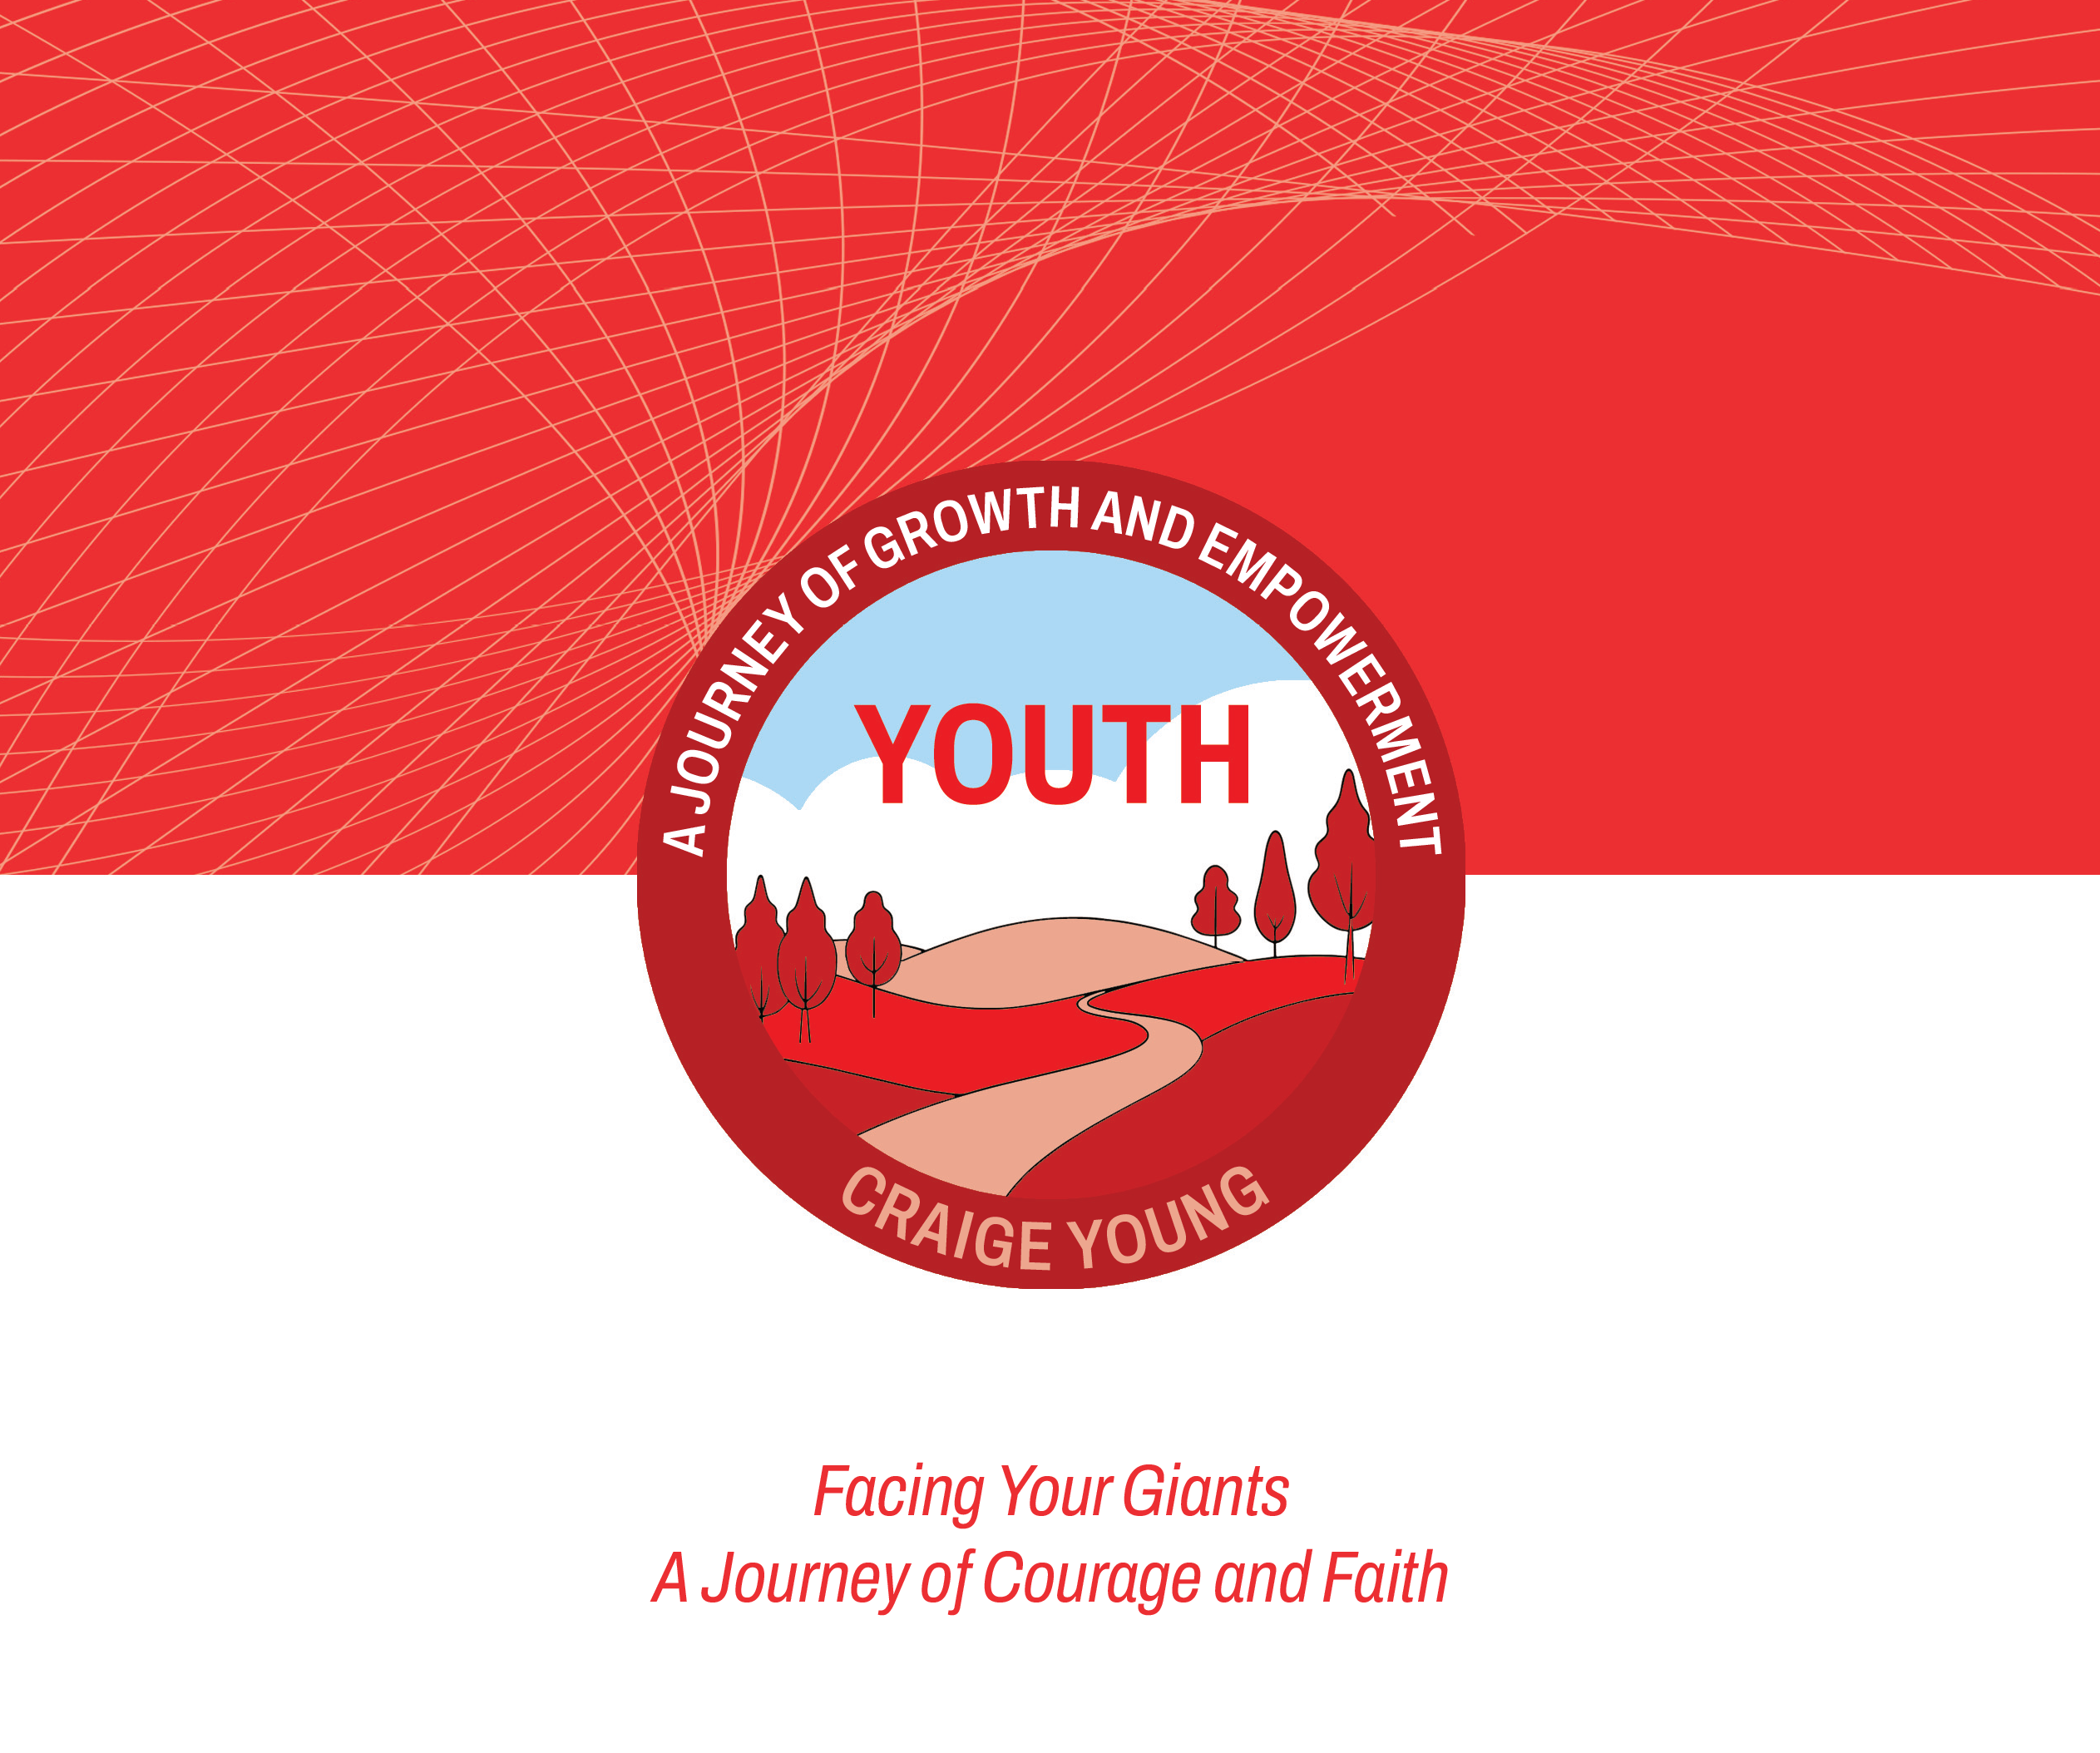 A JOURNEY OF GROWTH AND EMPOWERMENT
YOUTH
CRAIGE YOUNG
Facing Your Giants
A Journey of Courage and Faith